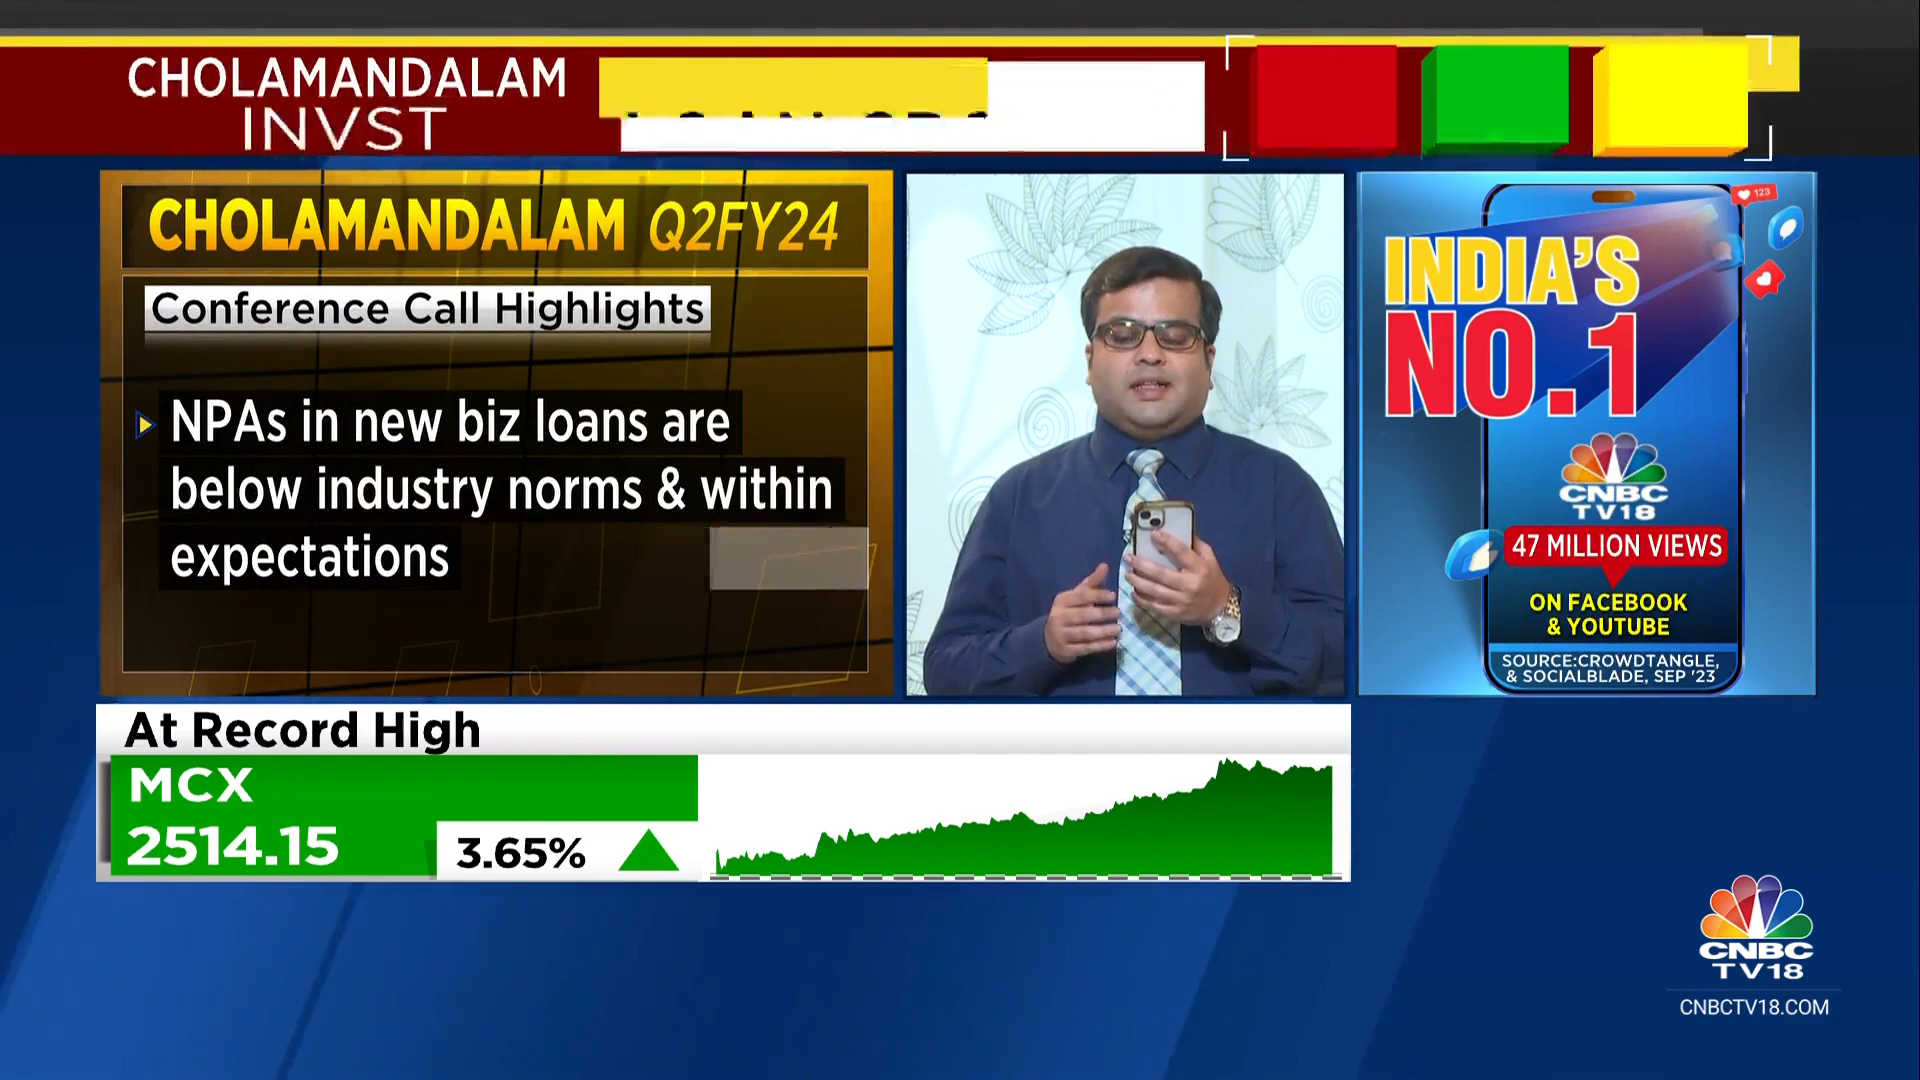 CHOLAMANDALAM
INVST
CHOLAMANDALAM Q2FY24
Conference Call Highlights
NPAs in new biz loans are
below industry norms & within
expectations
123
INDIA'S
NO.1
CNBC
TV18
47 MILLION VIEWS
ON FACEBOOK
& YOUTUBE
SOURCE:CROWDTANGLE,
& SOCIALBLADE, SEP '23
At Record High
MCX
2514.15
3.65%
CNBC
TV18
CNBCTV18.COM